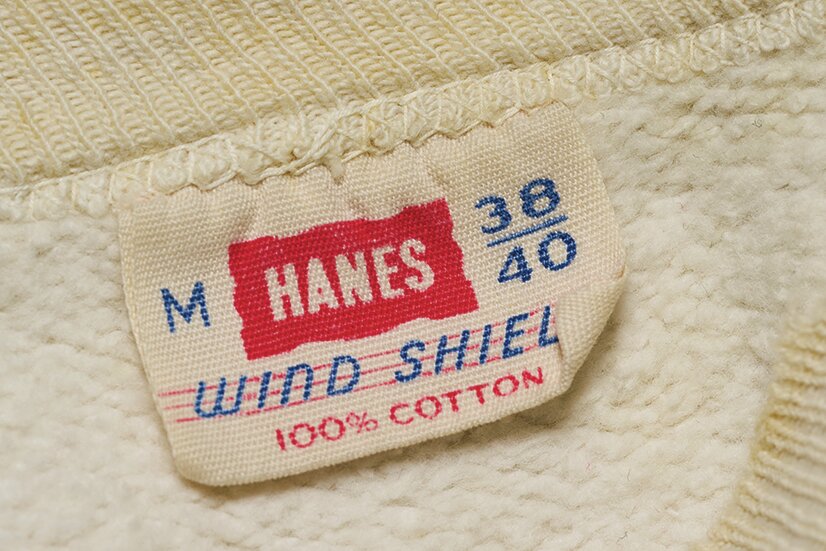 M HANES 38/40
WIND SHIEL
100% COTTON